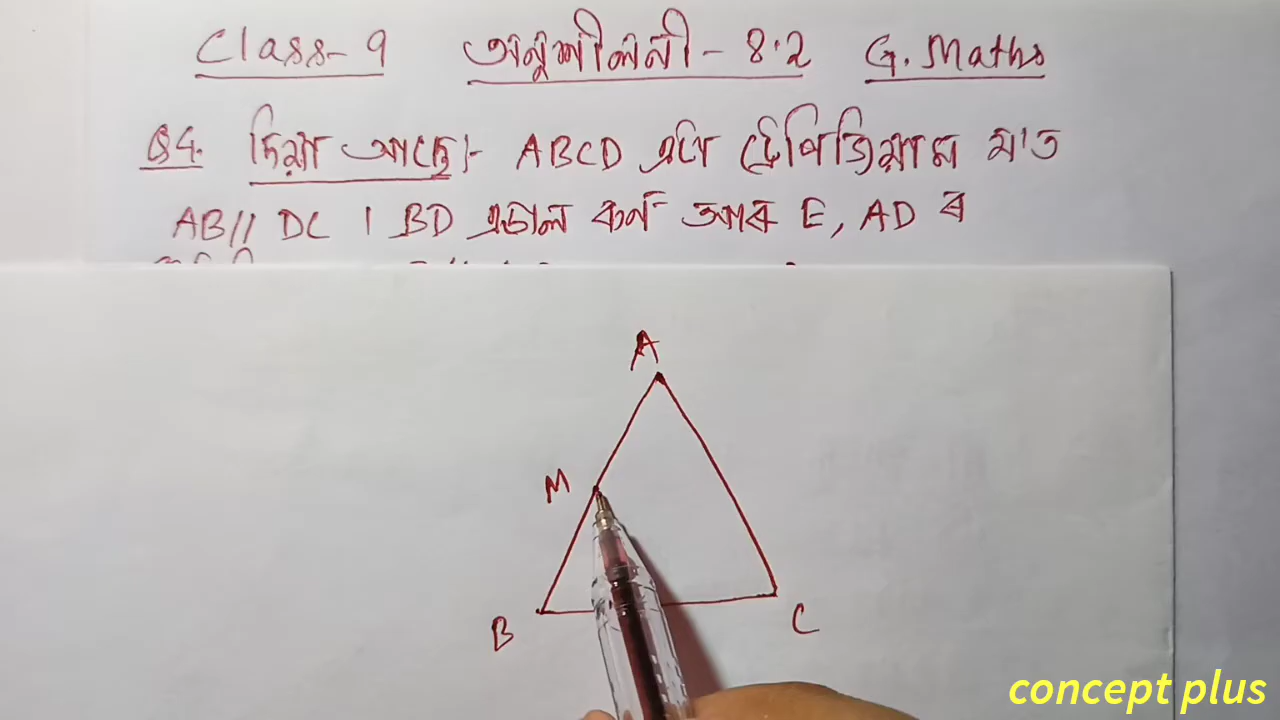 Class-9 অনুশীলনী-8.2 G. Maths
Q4. দিয়া আছে:- ABCD এটা ট্ৰেপিজিয়াম য'ত
AB// DC । BD এডাল কৰ্ণ আৰু E, AD ৰ
A
M
B
C
concept plus